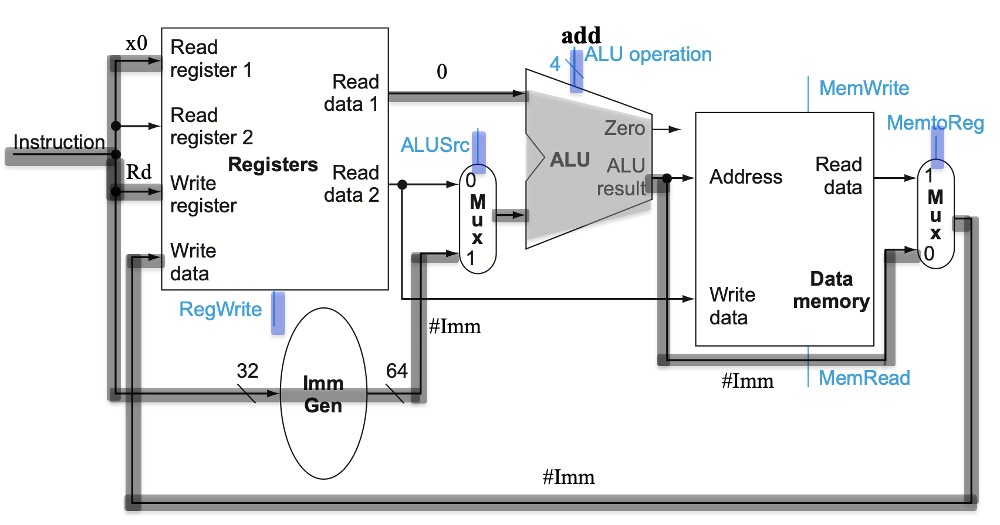 add
x0
Read
register 1
4
ALU operation
0
Read
data 1
MemWrite
Read
register 2
MemtoReg
Instruction
Zero
ALUSrc
Registers
ALU
Rd
Write
register
Read
data 2
0
M
u
x
1
ALU
result
Address
Read
data
1
M
u
x
0
Write
data
Data
memory
Write
data
RegWrite
#Imm
32
64
Imm
Gen
#Imm
MemRead
#Imm